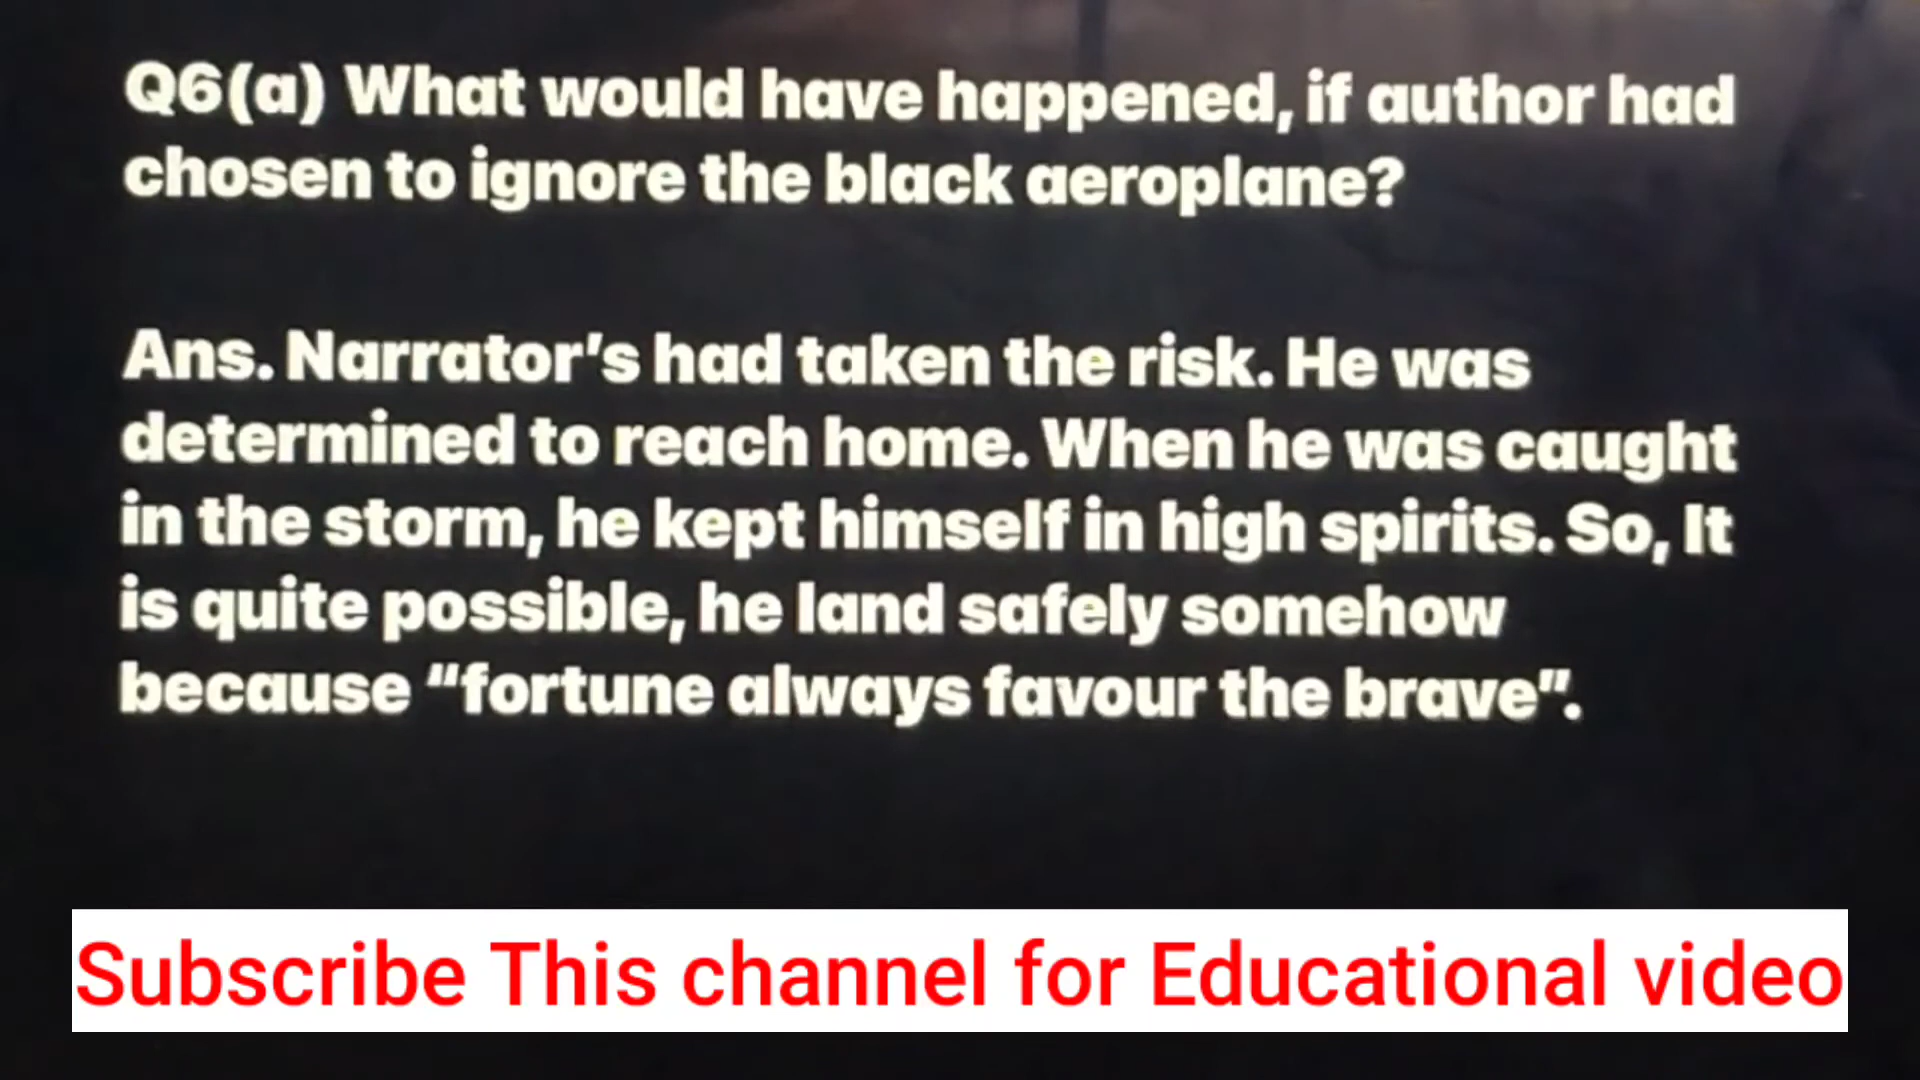 Q6(a) What would have happened, if author had
chosen to ignore the black aeroplane?
Ans. Narrator's had taken the risk. He was
determined to reach home. When he was caught
in the storm, he kept himself in high spirits. So, It
is quite possible, he land safely somehow
because "fortune always favour the brave".
Subscribe This channel for Educational video